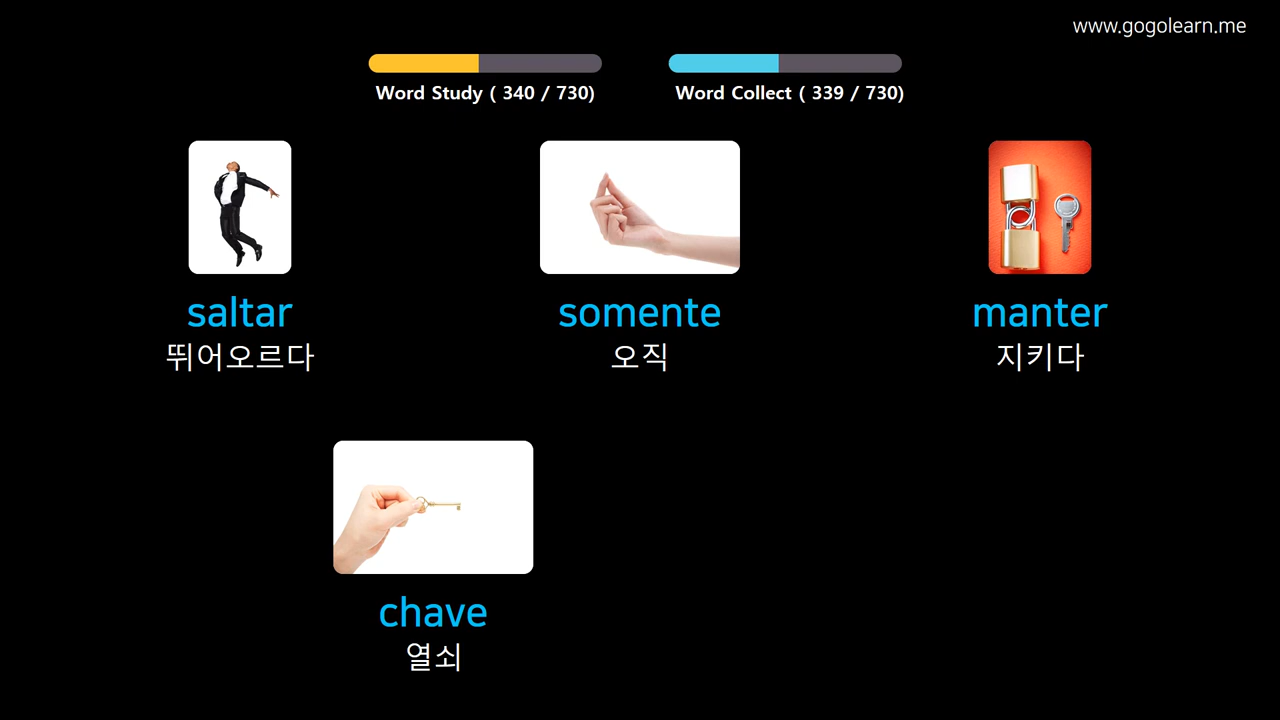 www.gogolearn.me
Word Study ( 340 / 730)
Word Collect ( 339 / 730)
saltar
뛰어오르다
somente
오직
manter
지키다
chave
열쇠